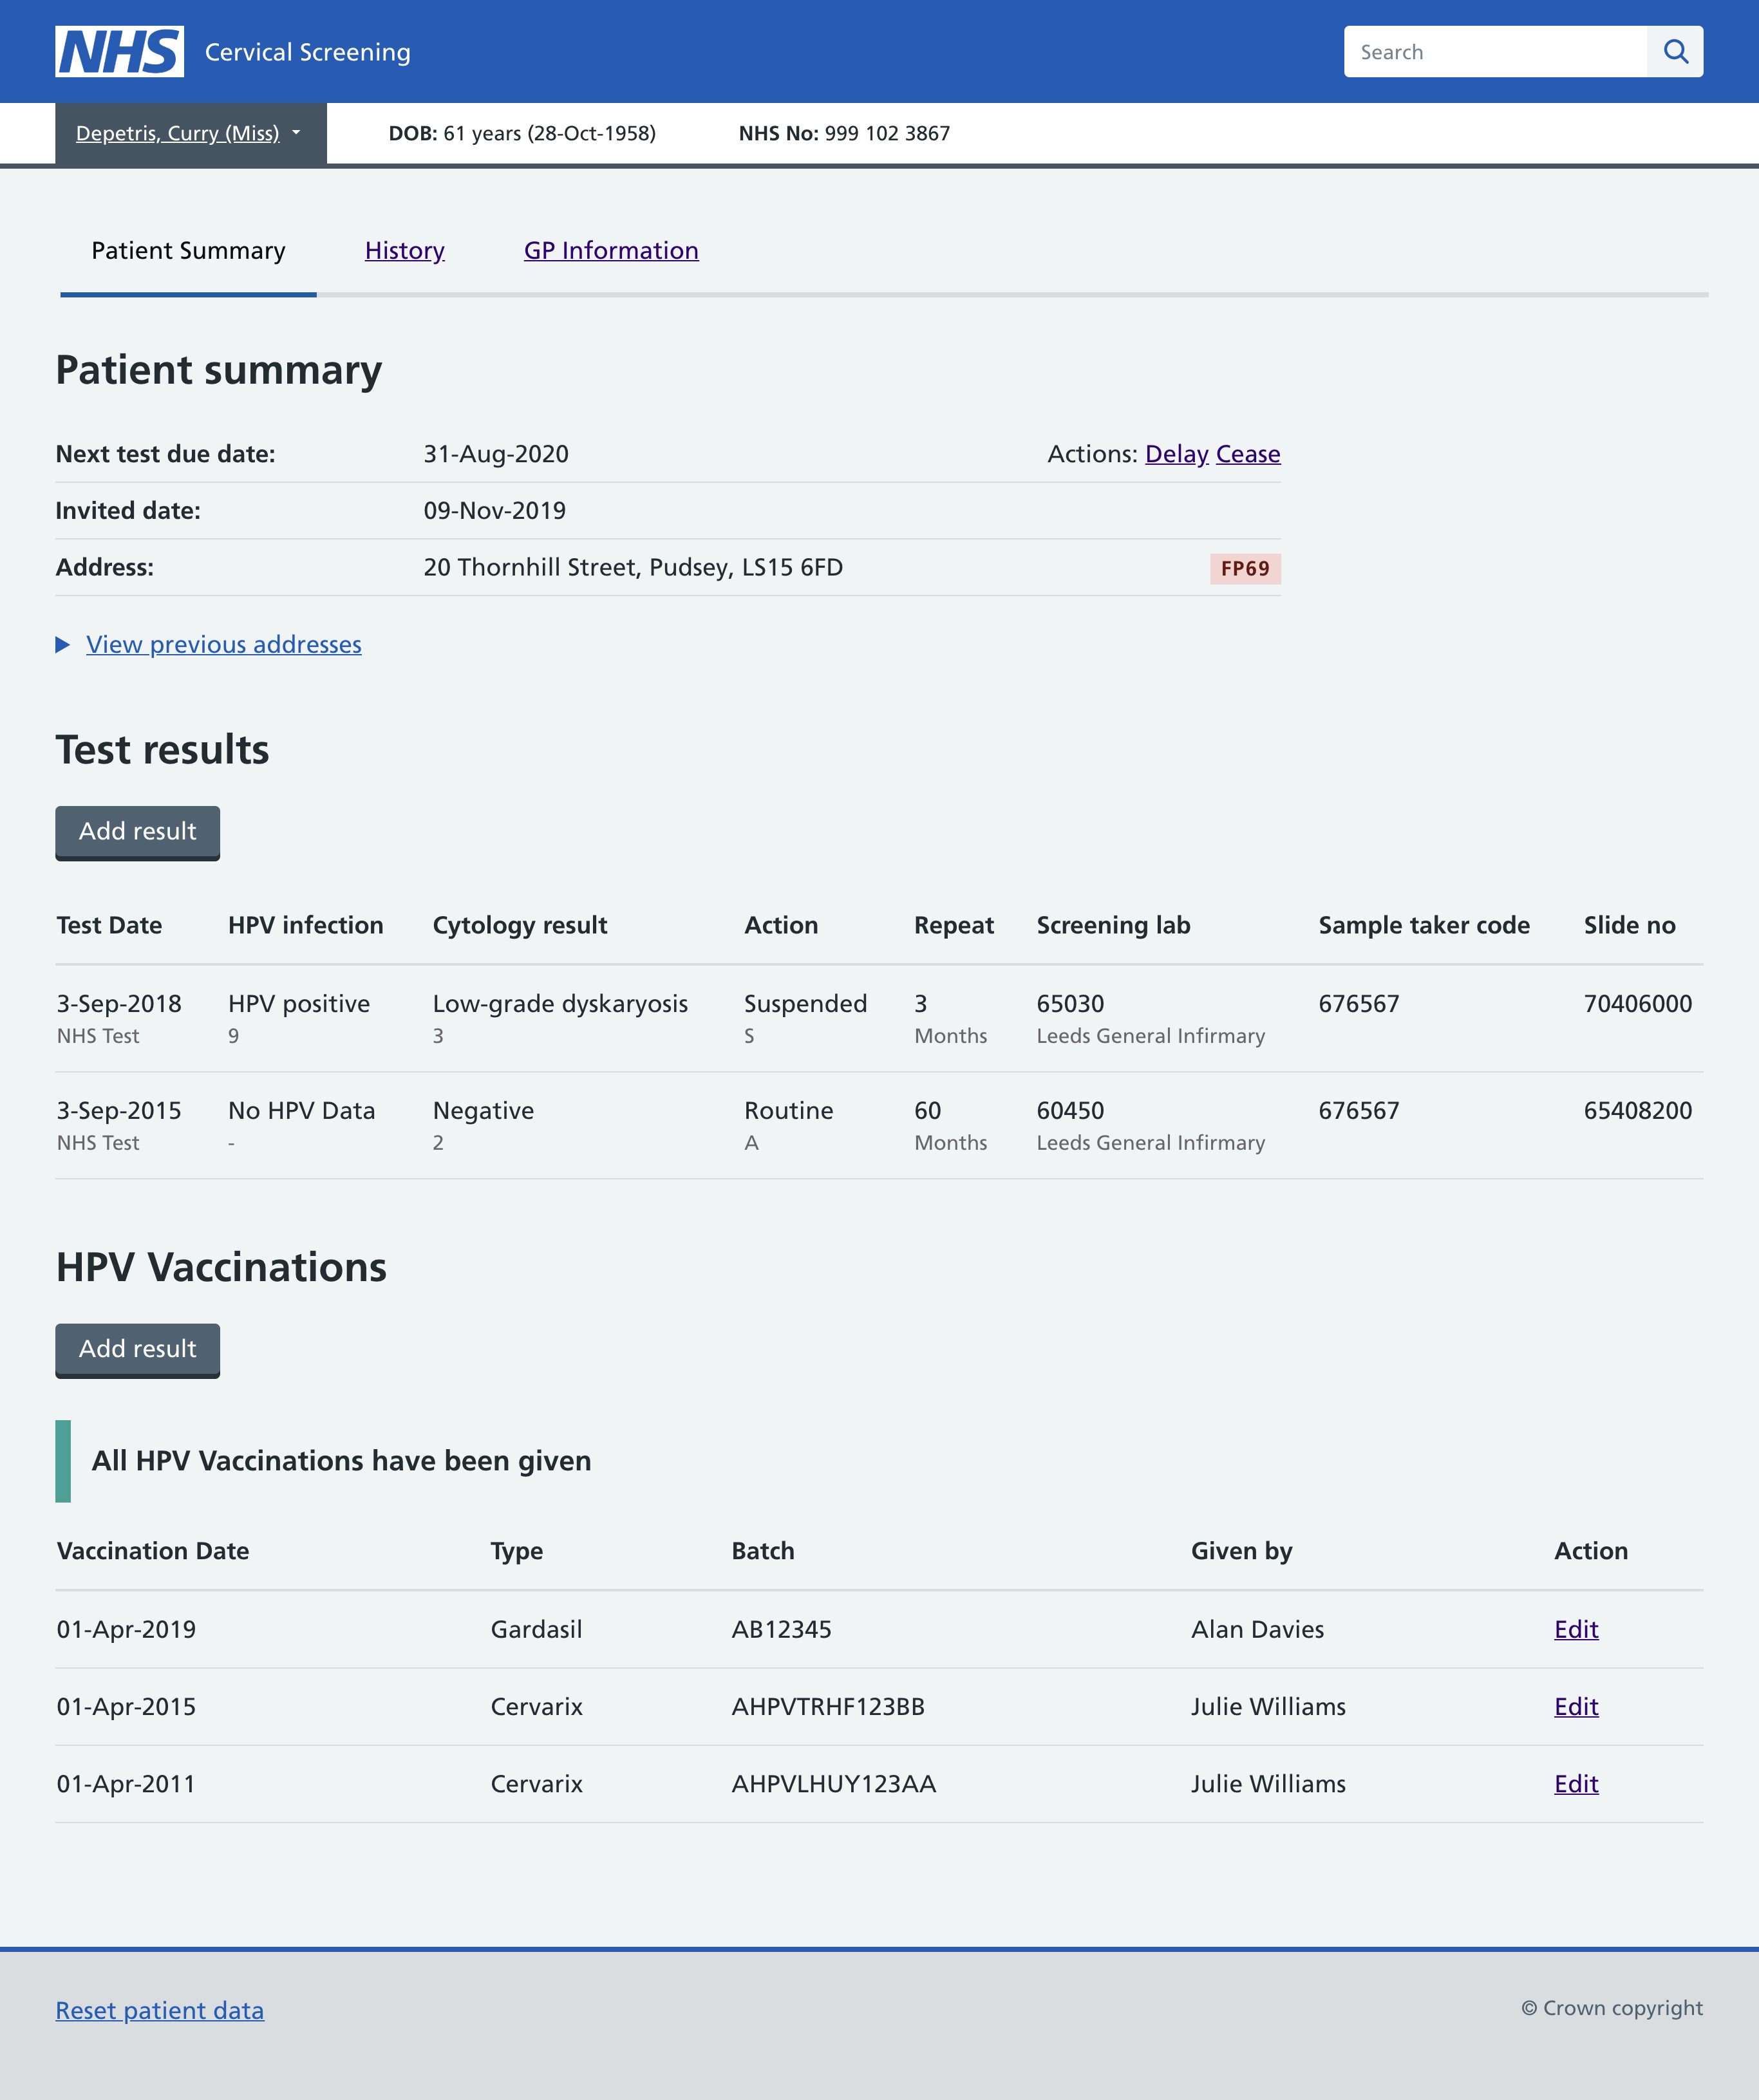 NHS Cervical Screening Search
Depetris, Curry (Miss) DOB: 61 years (28-Oct-1958) NHS No: 999 102 3867
Patient Summary History GP Information
Patient summary
Next test due date: 31-Aug-2020 Actions: Delay Cease
Invited date: 09-Nov-2019
Address: 20 Thornhill Street, Pudsey, LS15 6FD FP69
View previous addresses
Test results
Add result
Test Date HPV infection Cytology result Action Repeat Screening lab Sample taker code Slide no
3-Sep-2018 HPV positive Low-grade dyskaryosis Suspended 3 65030 676567 70406000
NHS Test 9 3 S Months Leeds General Infirmary
3-Sep-2015 No HPV Data Negative Routine 60 60450 676567 65408200
NHS Test - 2 A Months Leeds General Infirmary
HPV Vaccinations
Add result
All HPV Vaccinations have been given
Vaccination Date Type Batch Given by Action
01-Apr-2019 Gardasil AB12345 Alan Davies Edit
01-Apr-2015 Cervarix AHPVTRHF123BB Julie Williams Edit
01-Apr-2011 Cervarix AHPVLHUY123AA Julie Williams Edit
Reset patient data © Crown copyright